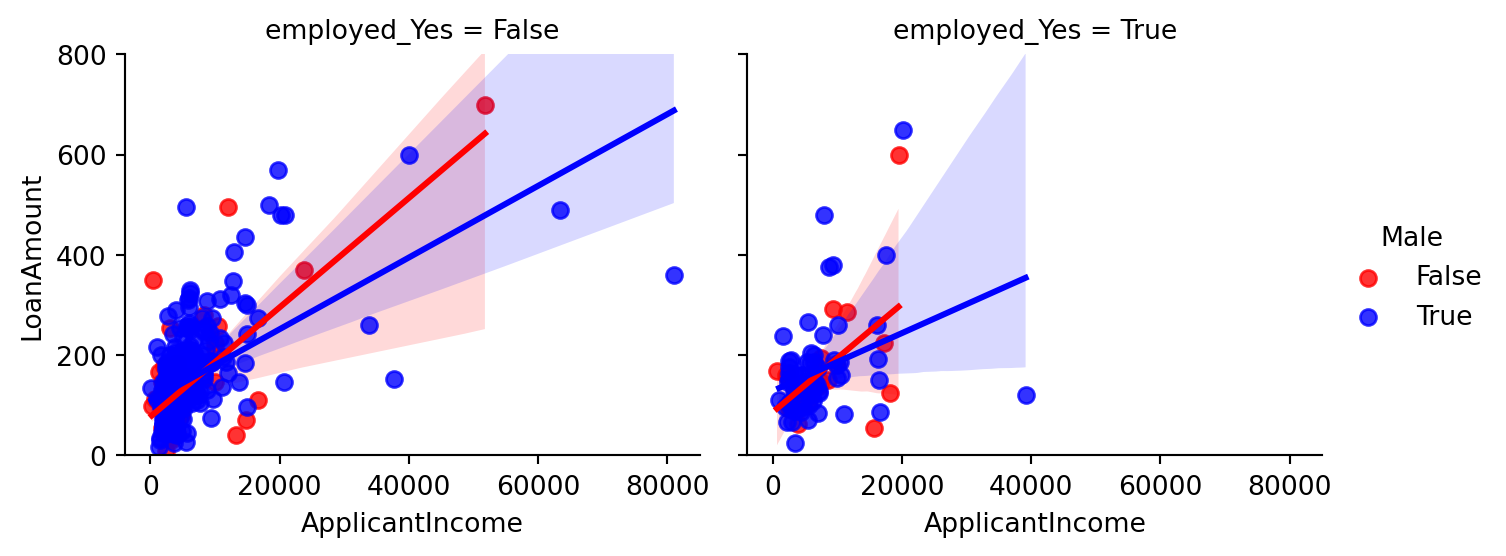 employed_Yes = False
employed_Yes = True
800
600
400
200
0
LoanAmount
0 20000 40000 60000 80000
0 20000 40000 60000 80000
ApplicantIncome
ApplicantIncome
Male
False
True